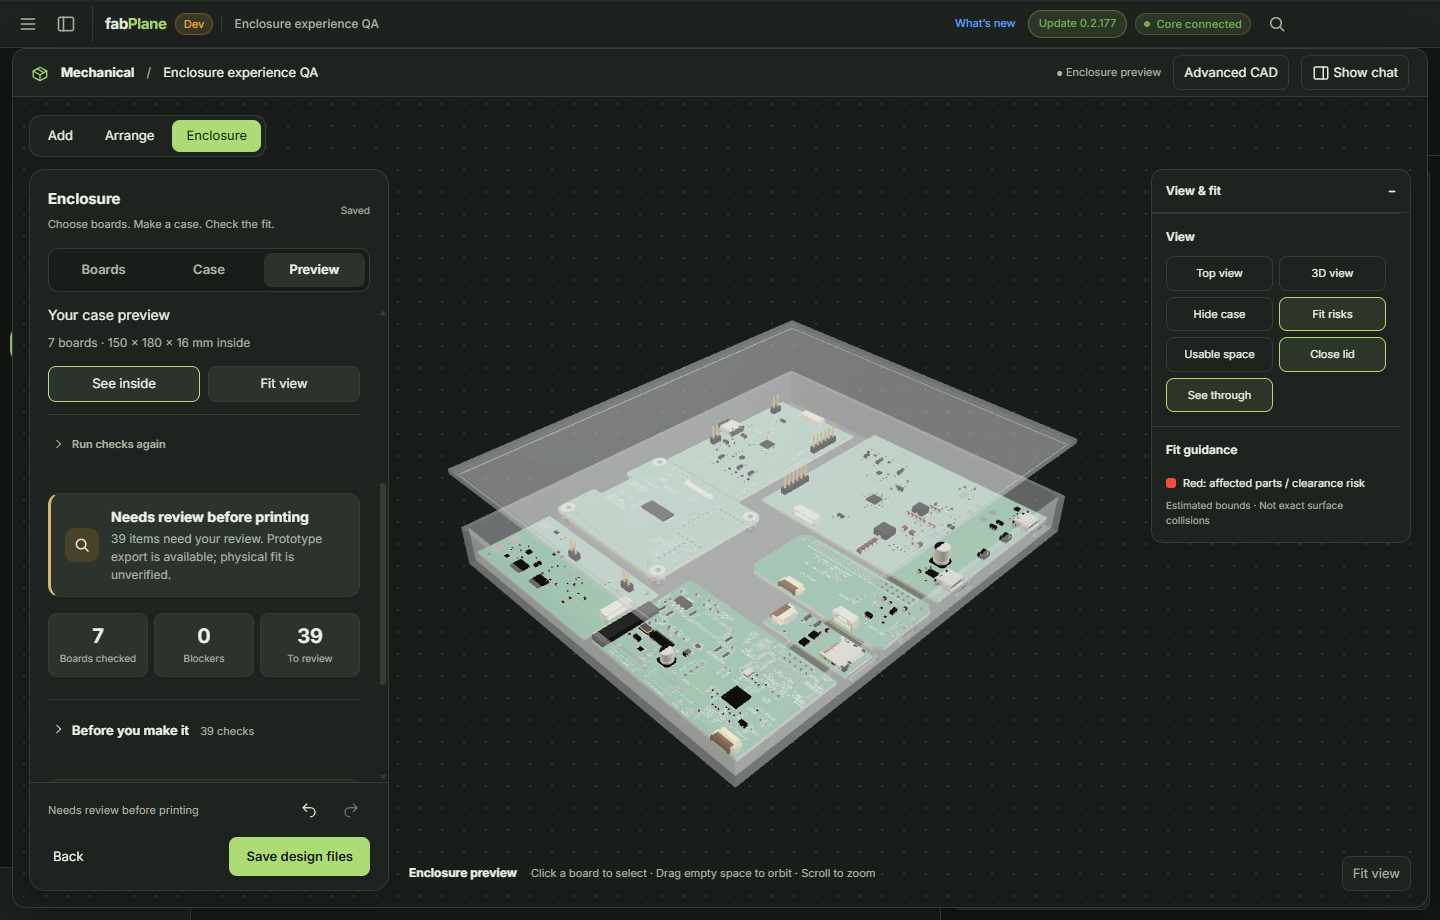 fabPlane
Dev
Enclosure experience QA
What's new
Update 0.2.177
Core connected
Mechanical / Enclosure experience QA
Enclosure preview
Advanced CAD
Show chat
Add
Arrange
Enclosure
Enclosure
Choose boards. Make a case. Check the fit.
Saved
Boards
Case
Preview
Your case preview
7 boards · 150 × 180 × 16 mm inside
See inside
Fit view
Run checks again
Needs review before printing
39 items need your review. Prototype
export is available; physical fit is
unverified.
7
Boards checked
0
Blockers
39
To review
Before you make it 39 checks
Needs review before printing
Back
Save design files
Enclosure preview Click a board to select · Drag empty space to orbit · Scroll to zoom
View & fit
View
Top view
3D view
Hide case
Fit risks
Usable space
Close lid
See through
Fit guidance
Red: affected parts / clearance risk
Estimated bounds · Not exact surface
collisions
Fit view